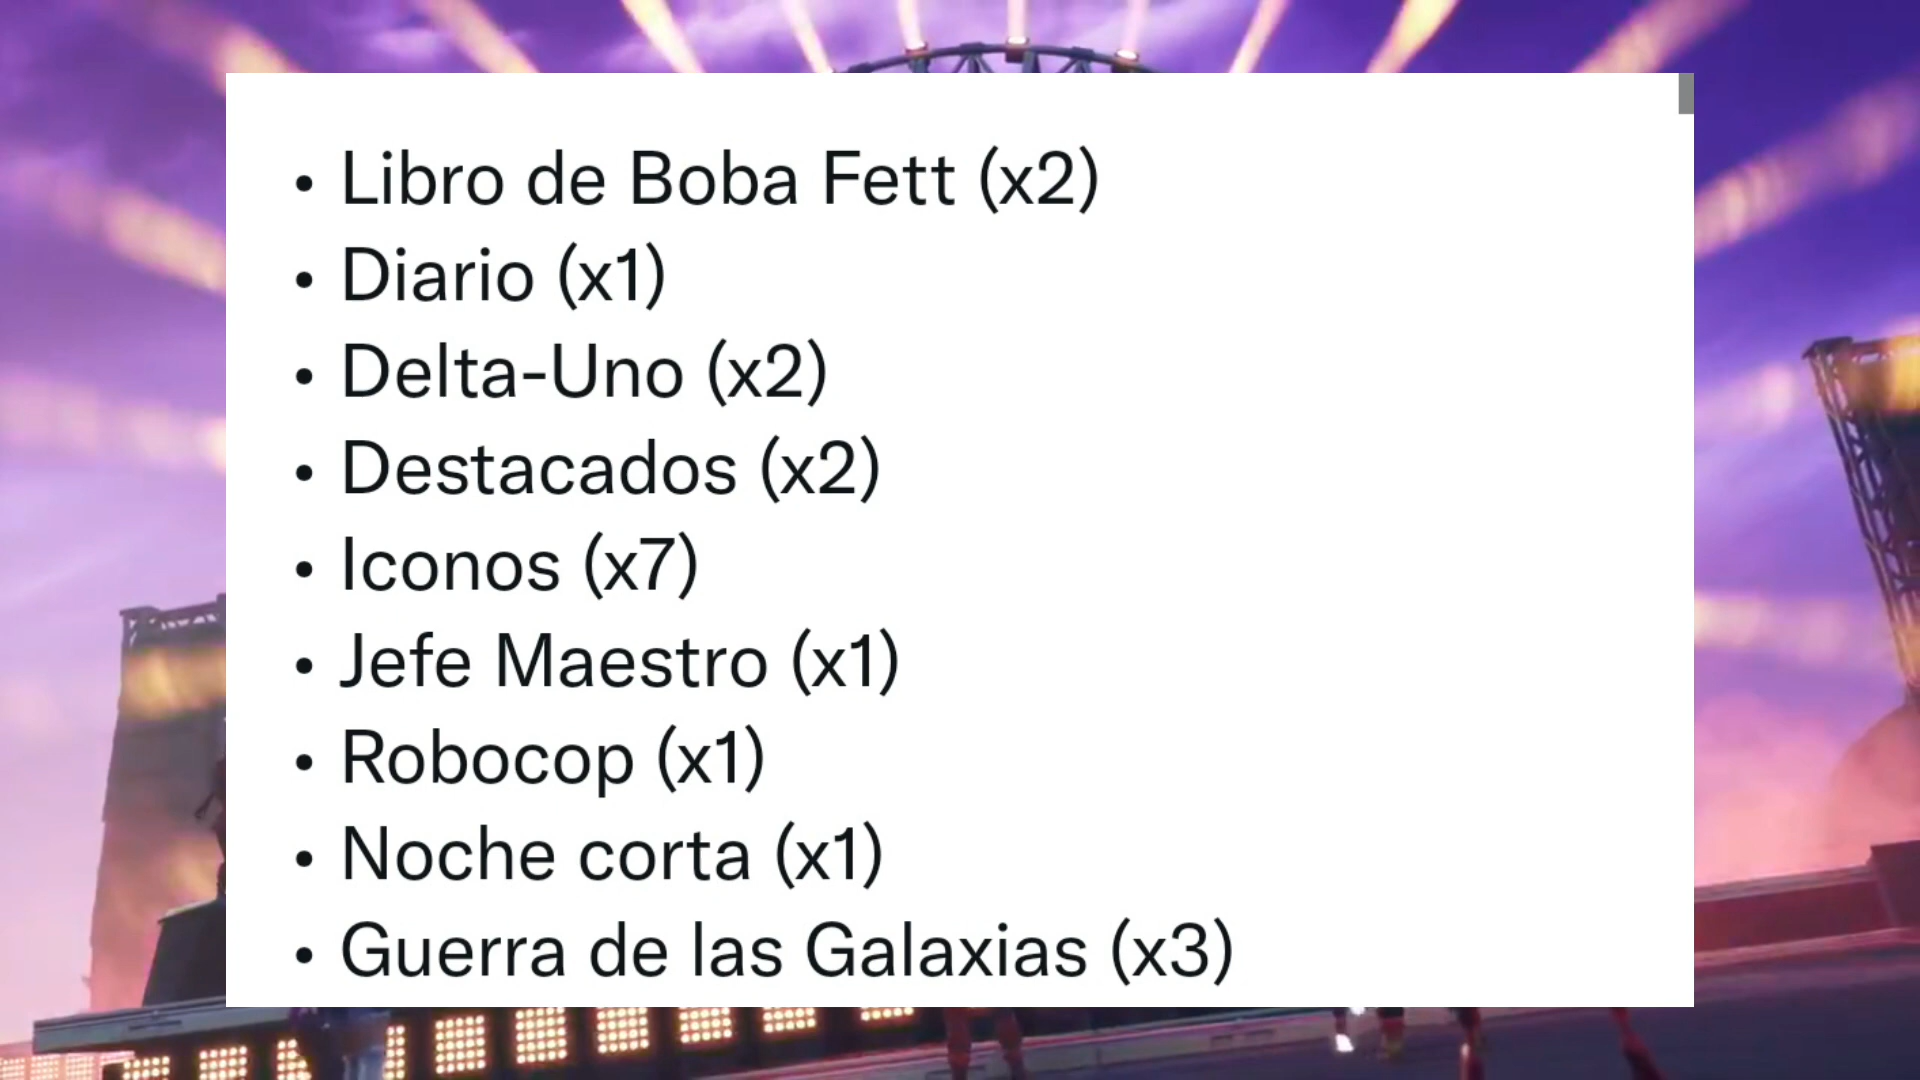 • Libro de Boba Fett (x2)
• Diario (x1)
• Delta-Uno (x2)
• Destacados (x2)
• Iconos (x7)
• Jefe Maestro (x1)
• Robocop (x1)
• Noche corta (x1)
• Guerra de las Galaxias (x3)